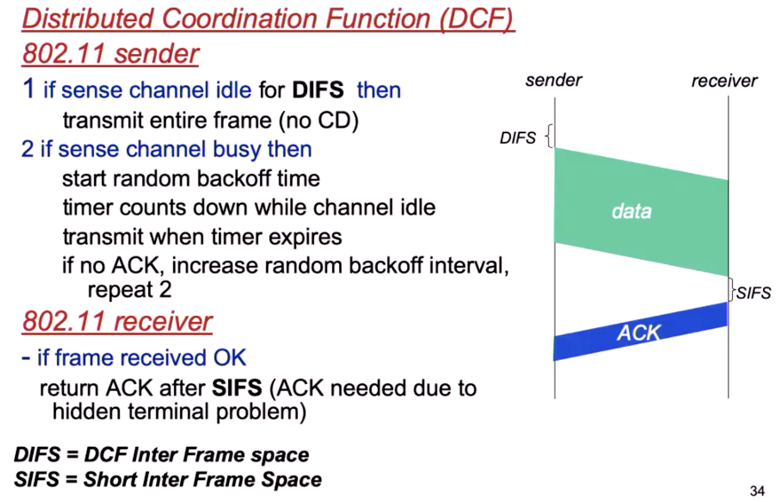 Distributed Coordination Function (DCF)
802.11 sender
1 if sense channel idle for DIFS then
transmit entire frame (no CD)
2 if sense channel busy then
start random backoff time
timer counts down while channel idle
transmit when timer expires
if no ACK, increase random backoff interval,
repeat 2
802.11 receiver
- if frame received OK
return ACK after SIFS (ACK needed due to
hidden terminal problem)
DIFS = DCF Inter Frame space
SIFS = Short Inter Frame Space
sender
receiver
DIFS
data
SIFS
ACK
34